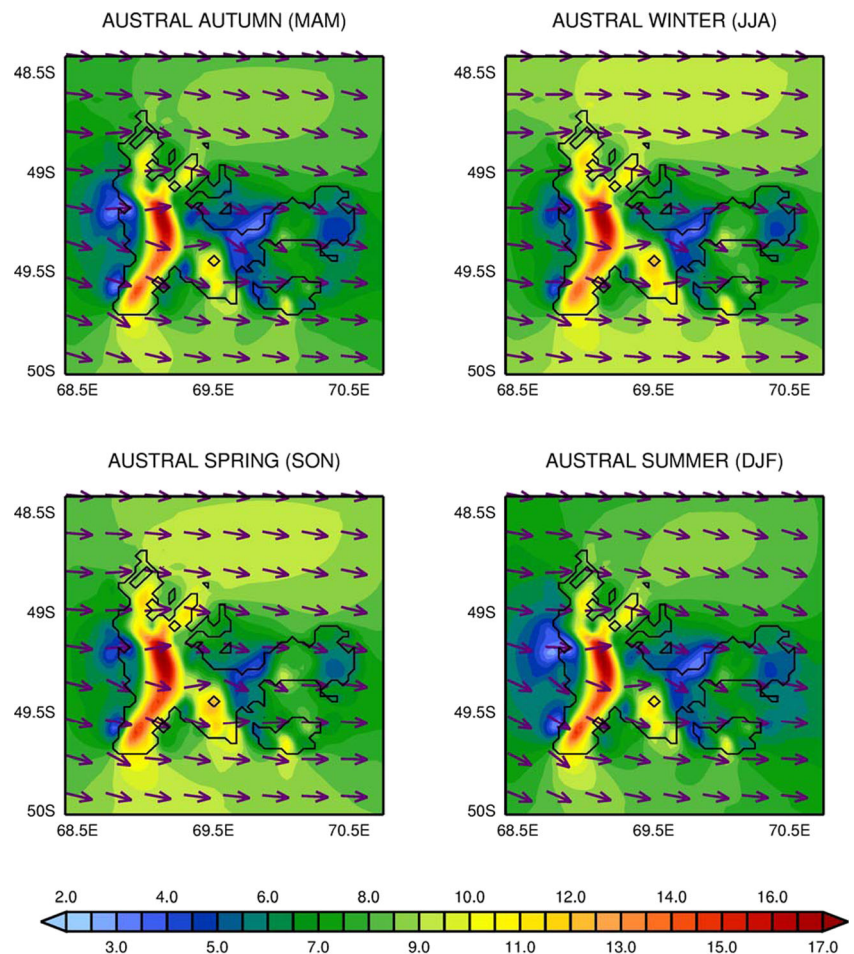 AUSTRAL AUTUMN (MAM) AUSTRAL WINTER (JJA)
48.5S
49S
49.5S
50S
68.5E 69.5E 70.5E
48.5S
49S
49.5S
50S
68.5E 69.5E 70.5E
AUSTRAL SPRING (SON) AUSTRAL SUMMER (DJF)
48.5S
49S
49.5S
50S
68.5E 69.5E 70.5E
48.5S
49S
49.5S
50S
68.5E 69.5E 70.5E
2.0 4.0 6.0 8.0 10.0 12.0 14.0 16.0
3.0 5.0 7.0 9.0 11.0 13.0 15.0 17.0